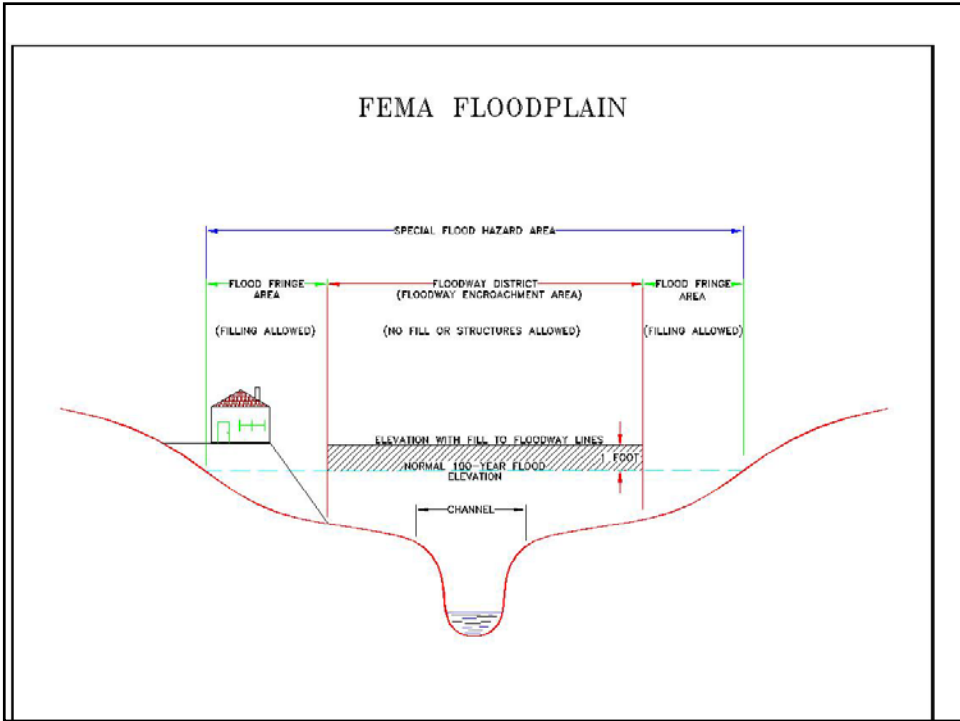 FEMA FLOODPLAIN
SPECIAL FLOOD HAZARD AREA
FLOOD FRINGE
AREA
FLOODWAY DISTRICT
(FLOODWAY ENCROACHMENT AREA)
FLOOD FRINGE
AREA
(FILLING ALLOWED)
(NO FILL OR STRUCTURES ALLOWED)
(FILLING ALLOWED)
ELEVATION WITH FILL TO FLOODWAY LINES
1 FOOT
NORMAL 100-YEAR FLOOD
ELEVATION
CHANNEL